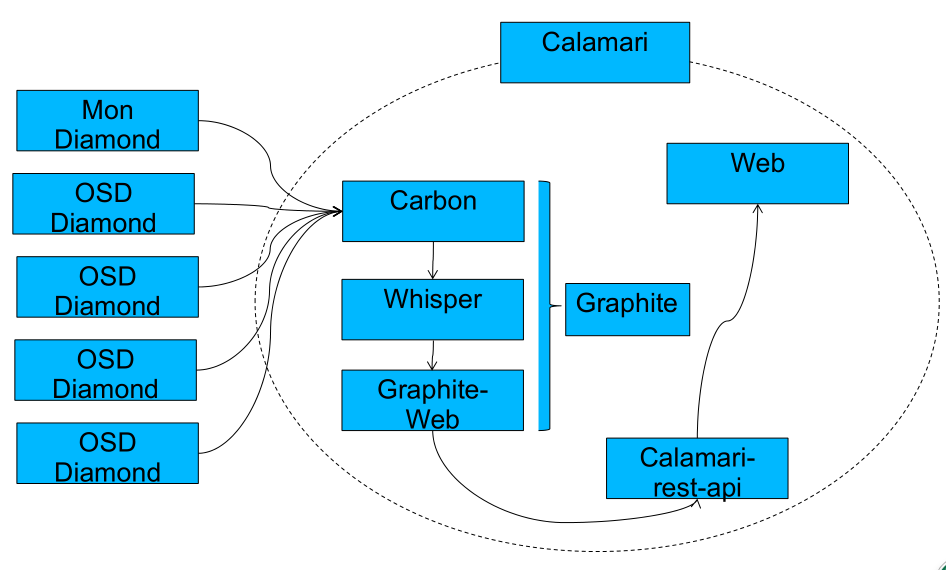 Calamari
Mon
Diamond
OSD
Diamond
OSD
Diamond
OSD
Diamond
OSD
Diamond
Carbon
Whisper
Graphite-
Web
Graphite
Web
Calamari-
rest-api